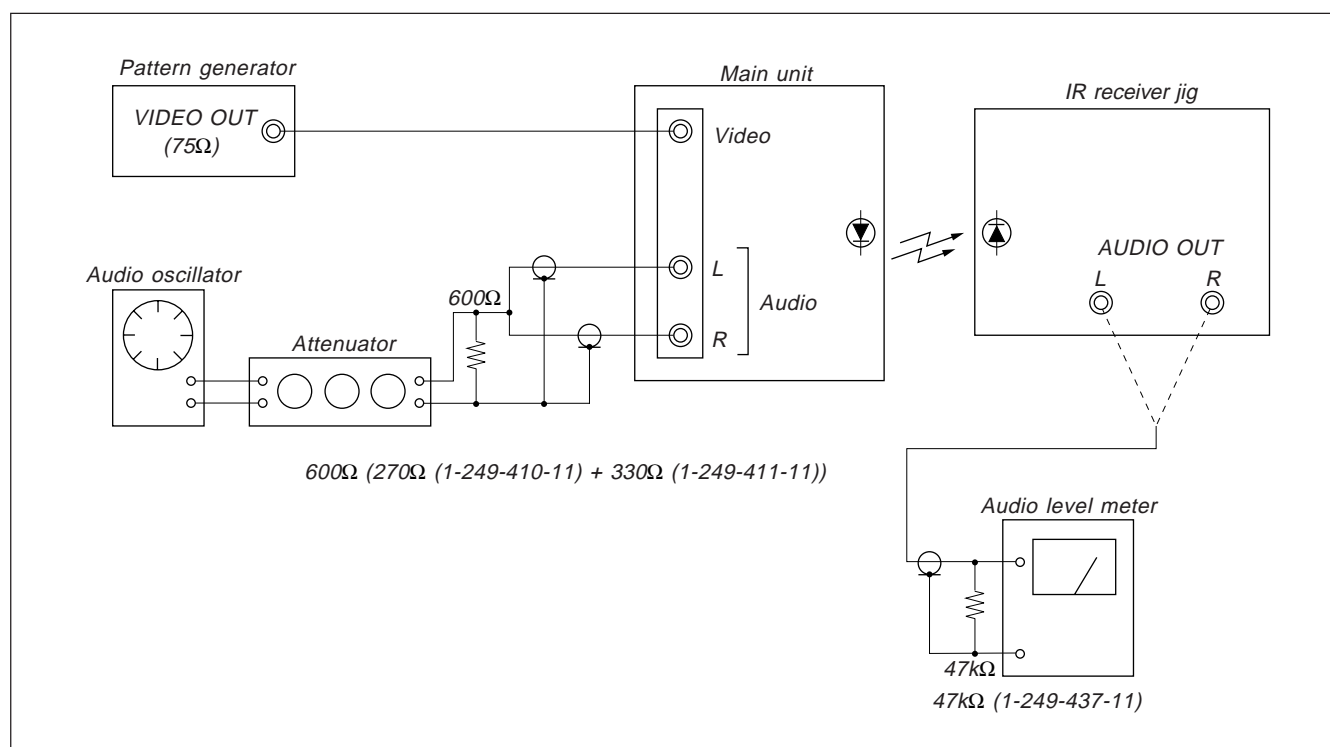 Pattern generator
VIDEO OUT
(75Ω)
Main unit
Video
L
Audio
R
IR receiver jig
AUDIO OUT
L R
Audio oscillator
Attenuator
600Ω
600Ω (270Ω (1-249-410-11) + 330Ω (1-249-411-11))
Audio level meter
47kΩ
47kΩ (1-249-437-11)